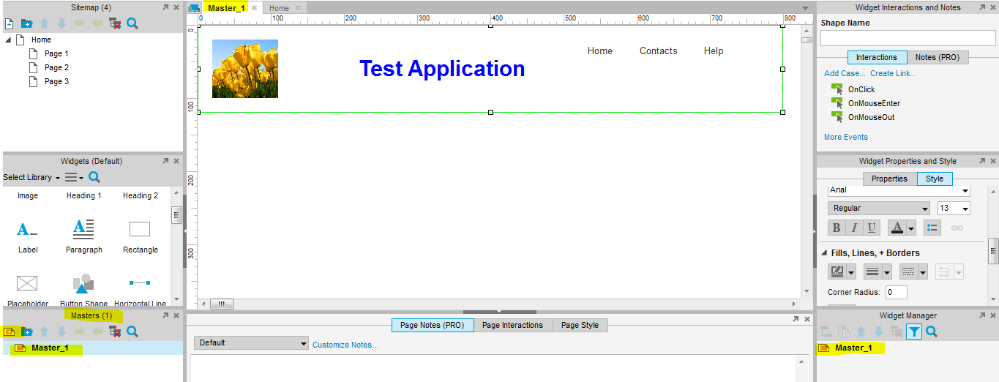 Sitemap (4)
Home
Page 1
Page 2
Page 3
Widgets (Default)
Select Library
Image Heading 1 Heading 2
Label Paragraph Rectangle
Placeholder Button Shape Horizontal Line
Masters (1)
Master_1
Master_1 Home
0 100 200 300 400 500 600 700 800
0
100
200
300
Test Application
Home Contacts Help
Page Notes (PRO) Page Interactions Page Style
Default Customize Notes...
Widget Interactions and Notes
Shape Name
Interactions Notes (PRO)
Add Case... Create Link...
OnClick
OnMouseEnter
OnMouseOut
More Events
Widget Properties and Style
Properties Style
Arial
Regular 13
B I U A
Fills, Lines, + Borders
Corner Radius: 0
Widget Manager
Master_1